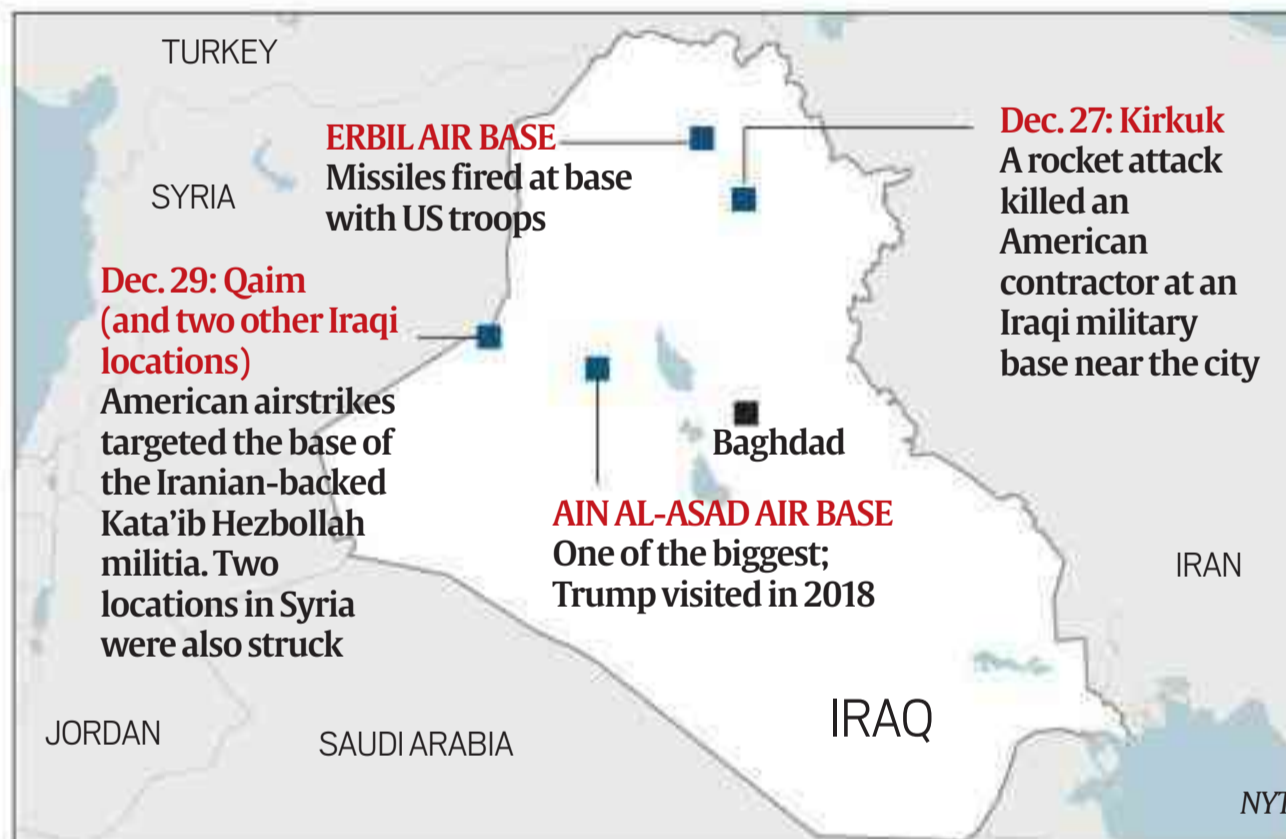 TURKEY
ERBIL AIR BASE
Missiles fired at base
with US troops
SYRIA
Dec. 27: Kirkuk
A rocket attack
killed an
American
contractor at an
Iraqi military
base near the city
Dec. 29: Qaim
(and two other Iraqi
locations)
American airstrikes
targeted the base of
the Iranian-backed
Kata'ib Hezbollah
militia. Two
locations in Syria
were also struck
Baghdad
AIN AL-ASAD AIR BASE
One of the biggest;
Trump visited in 2018
IRAN
IRAQ
JORDAN
SAUDI ARABIA
NYT